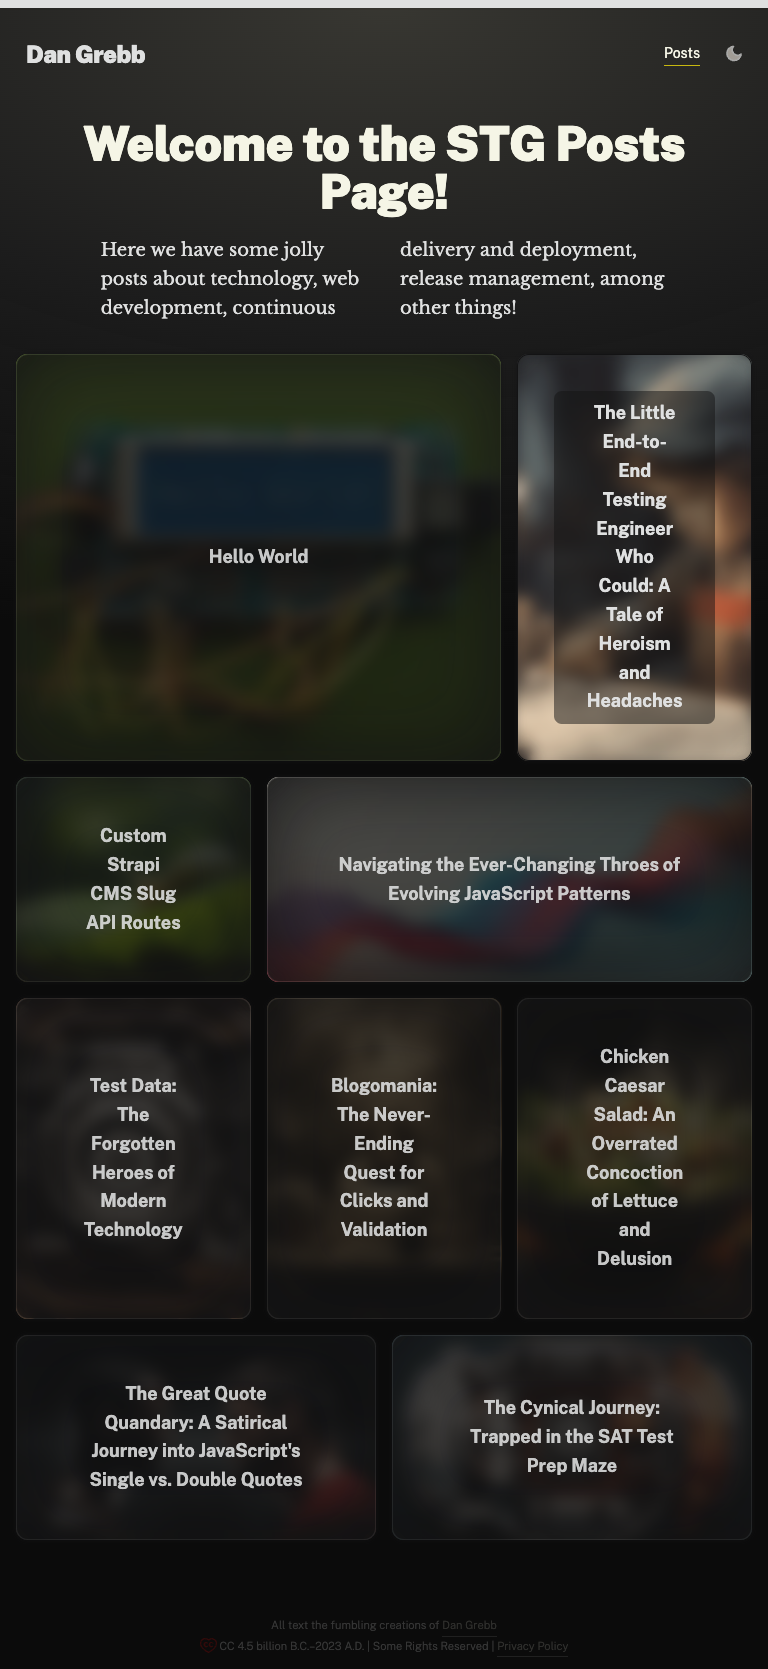 Dan Grebb
Posts
Welcome to the STG Posts
Page!
Here we have some jolly
posts about technology, web
development, continuous
delivery and deployment,
release management, among
other things!
Hello World
The Little
End-to-
End
Testing
Engineer
Who
Could: A
Tale of
Heroism
and
Headaches
Custom
Strapi
CMS Slug
API Routes
Navigating the Ever-Changing Throes of
Evolving JavaScript Patterns
Test Data:
The
Forgotten
Heroes of
Modern
Technology
Blogomania:
The Never-
Ending
Quest for
Clicks and
Validation
Chicken
Caesar
Salad: An
Overrated
Concoction
of Lettuce
and
Delusion
The Great Quote
Quandary: A Satirical
Journey into JavaScript's
Single vs. Double Quotes
The Cynical Journey:
Trapped in the SAT Test
Prep Maze
All text the fumbling creations of Dan Grebb
CC 4.5 billion B.C.–2023 A.D. | Some Rights Reserved | Privacy Policy